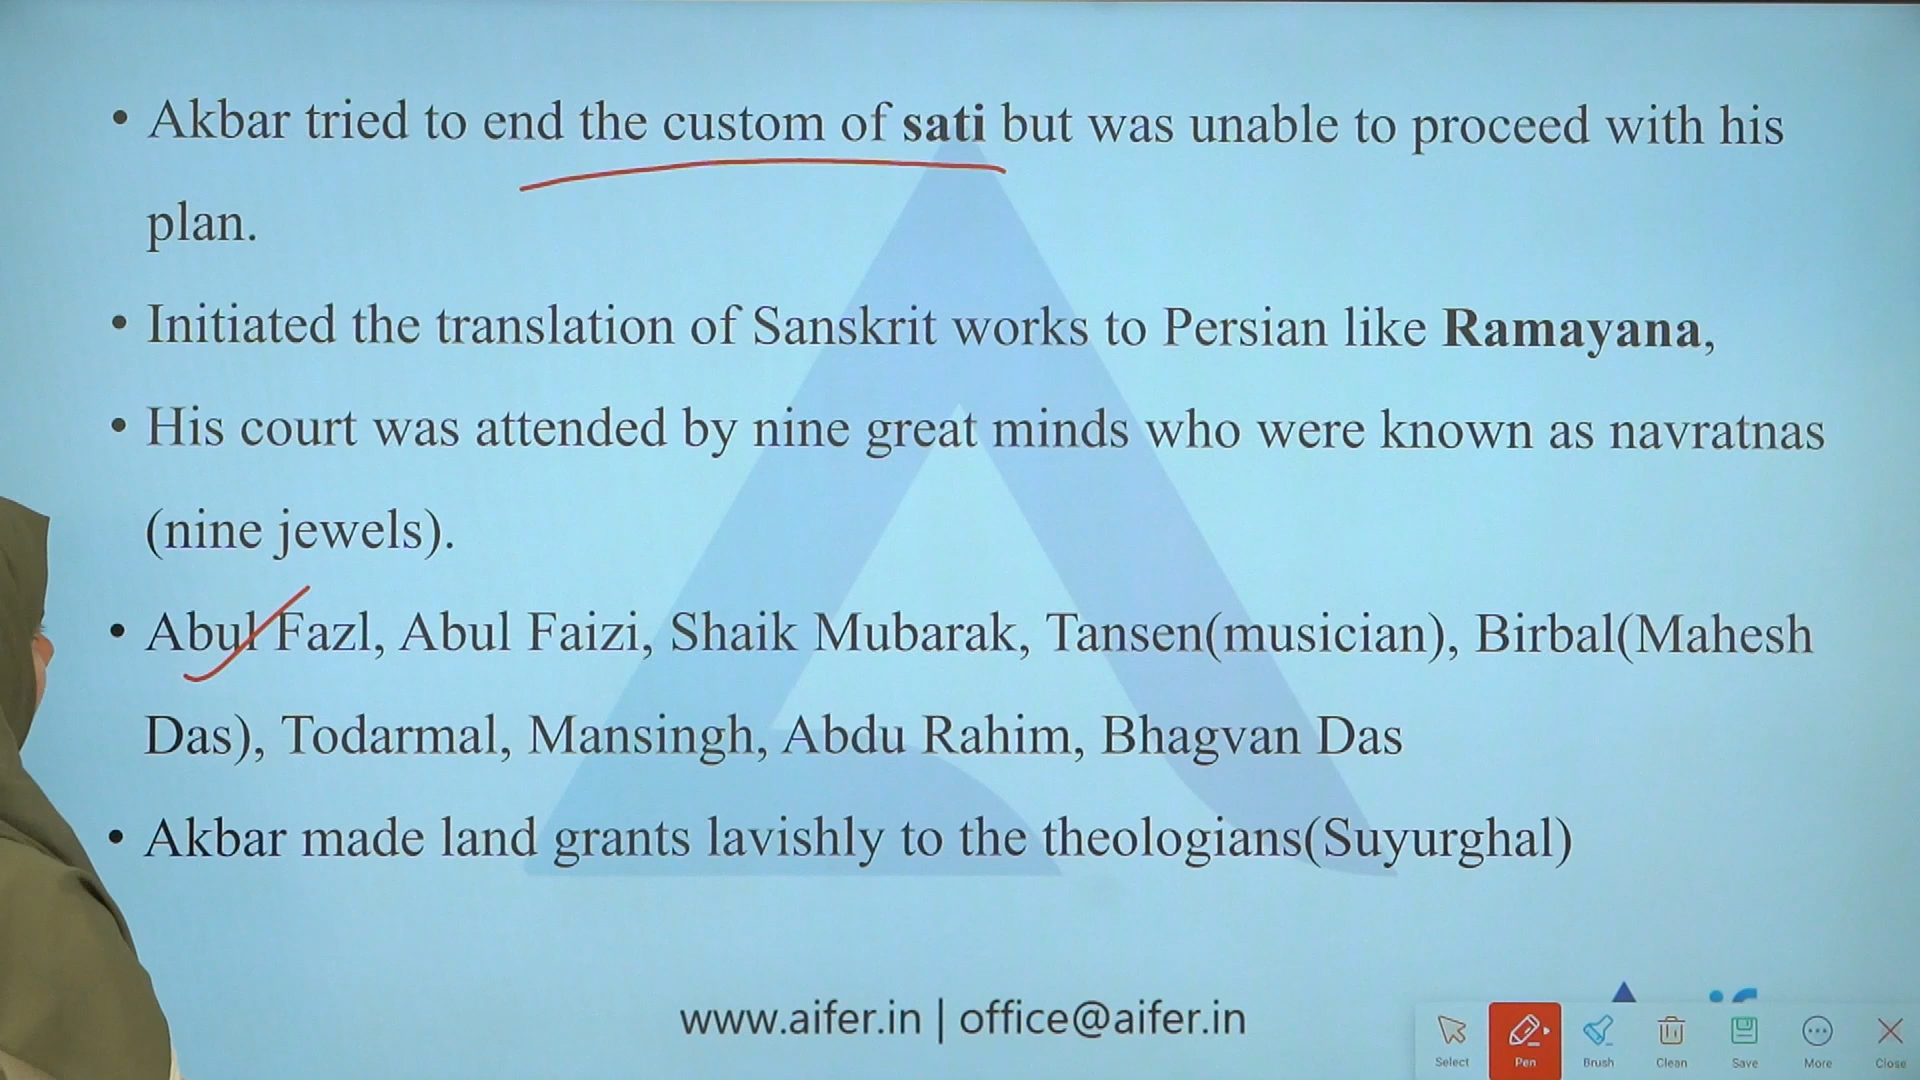 • Akbar tried to end the custom of sati but was unable to proceed with his
plan.
• Initiated the translation of Sanskrit works to Persian like Ramayana,
• His court was attended by nine great minds who were known as navratnas
(nine jewels).
• Abul Fazl, Abul Faizi, Shaik Mubarak, Tansen(musician), Birbal(Mahesh
Das), Todarmal, Mansingh, Abdu Rahim, Bhagvan Das
• Akbar made land grants lavishly to the theologians(Suyurghal)
www.aifer.in | office@aifer.in
Select Pen Brush Clean Save More Close